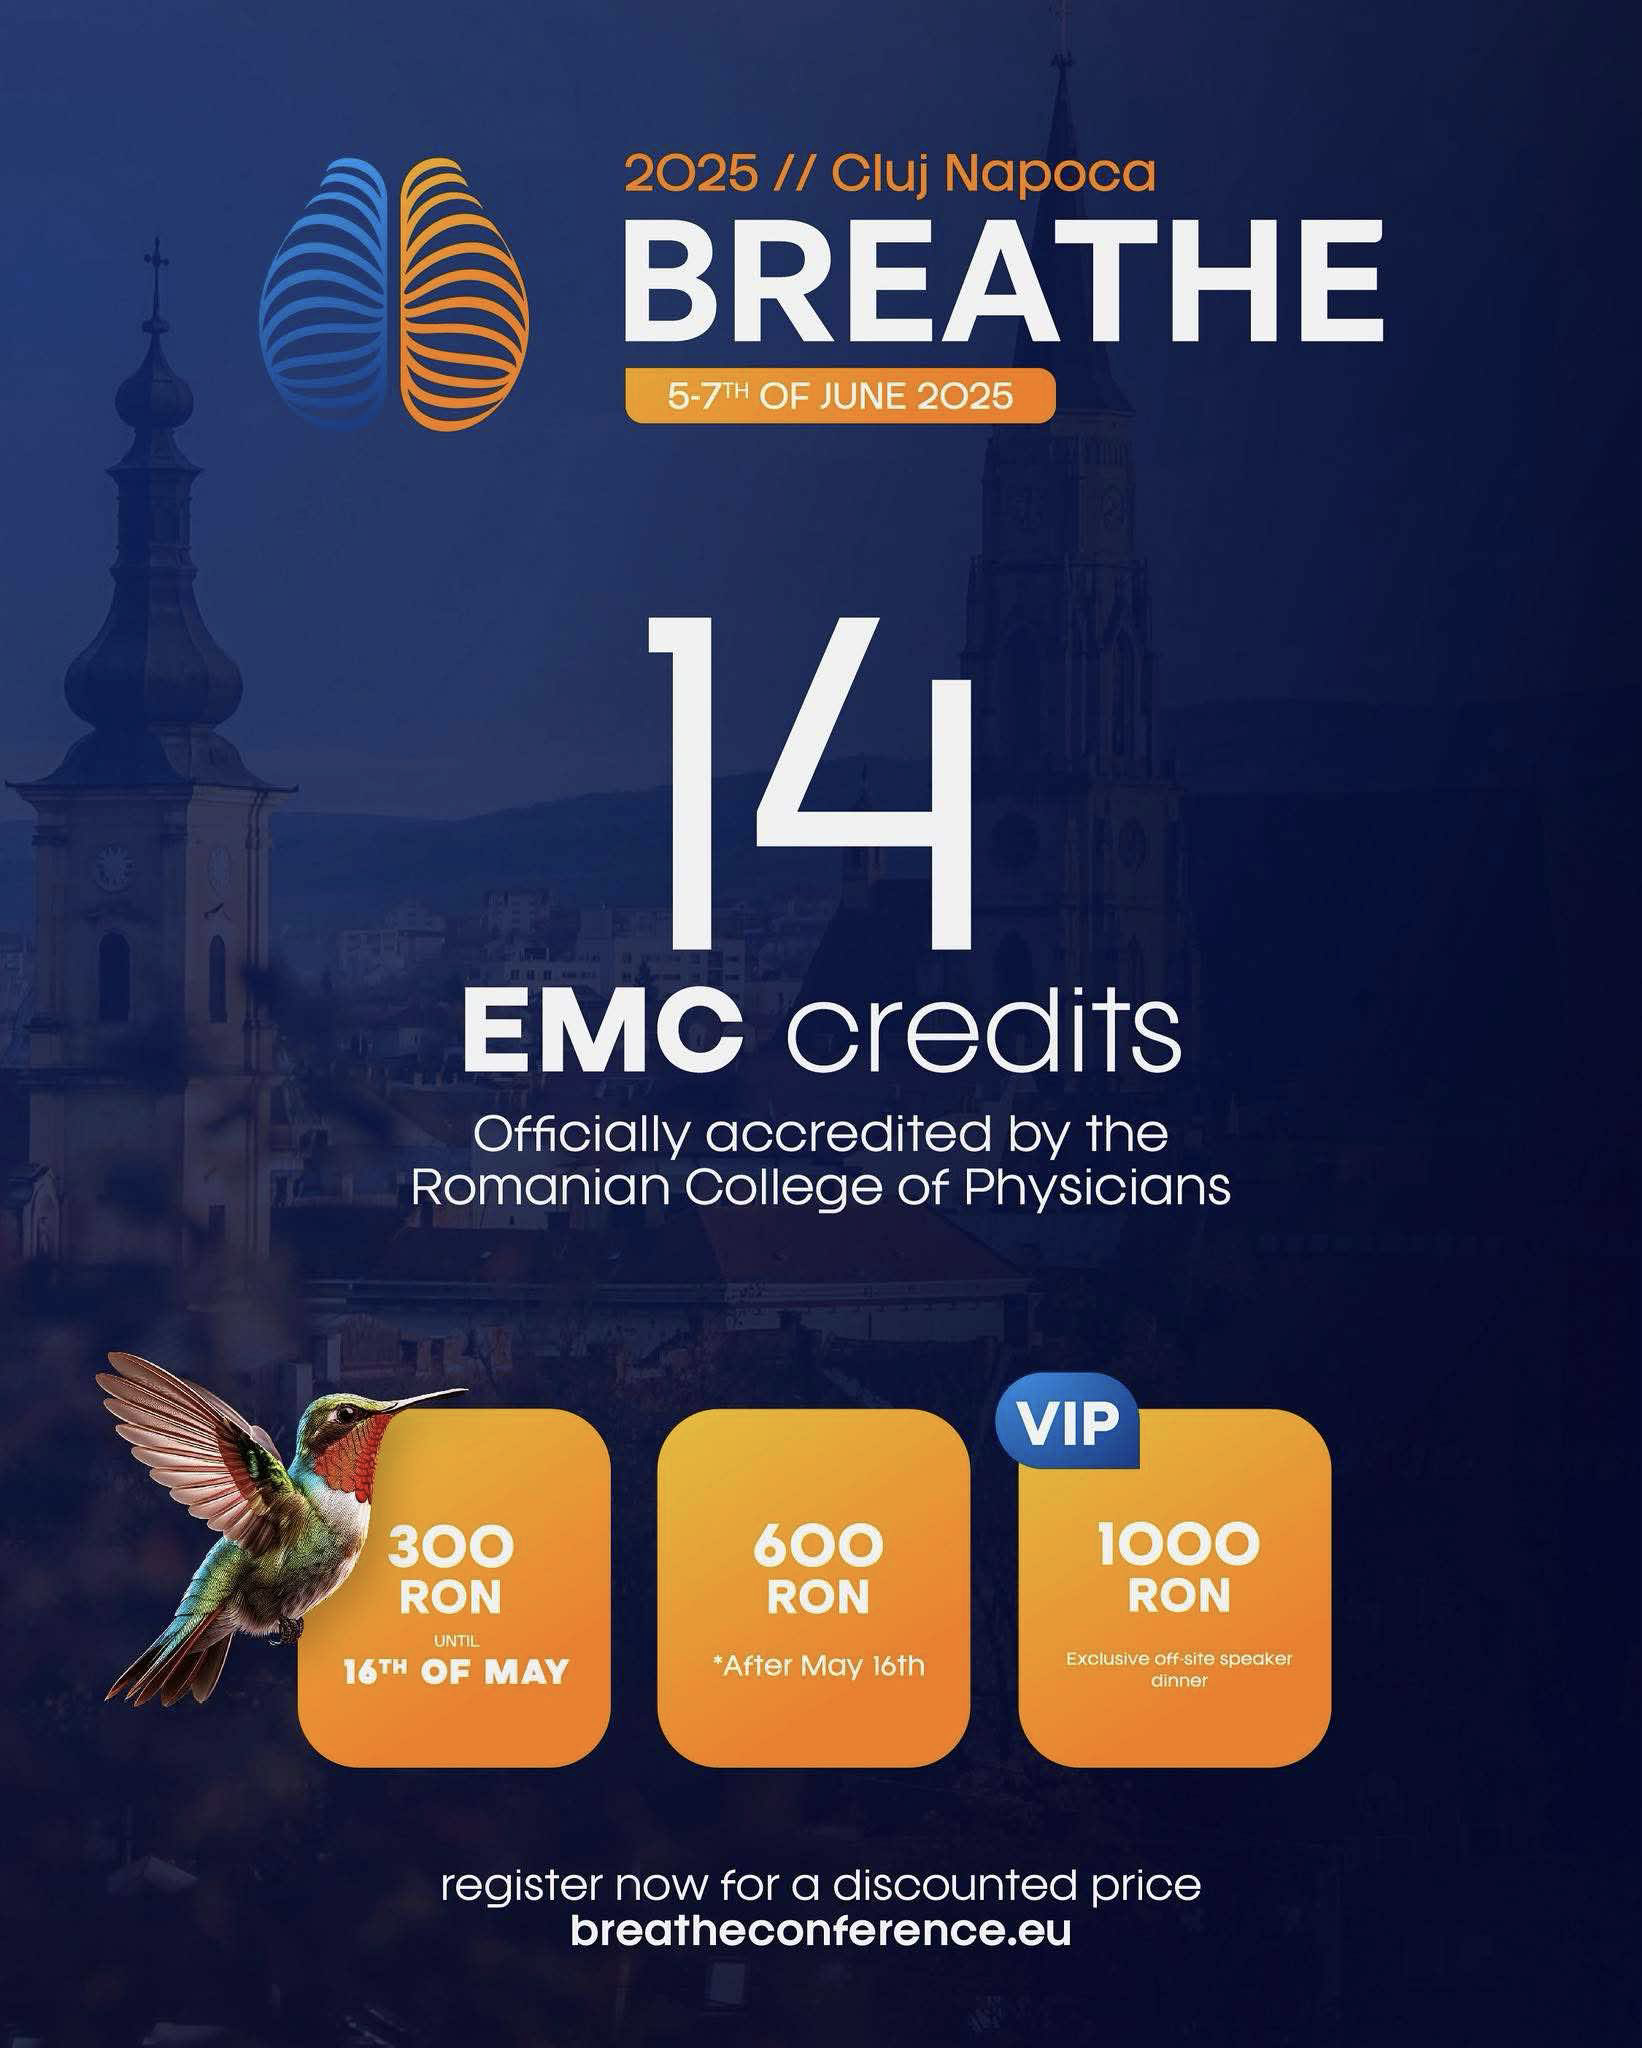 2025 // Cluj Napoca
BREATHE
5-7TH OF JUNE 2025
14
EMC credits
Officially accredited by the
Romanian College of Physicians
300
RON
UNTIL
16TH OF MAY
600
RON
*After May 16th
VIP
1000
RON
Exclusive off-site speaker
dinner
register now for a discounted price
breatheconference.eu